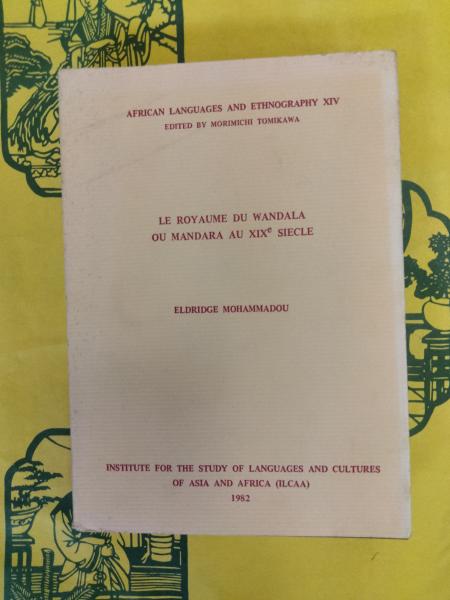 AFRICAN LANGUAGES AND ETHNOGRAPHY XIV
EDITED BY MORIMICHI TOMIKAWA
LE ROYAUME DU WANDALA
OU MANDARA AU XIXe SIECLE
ELDRIDGE MOHAMMADOU
INSTITUTE FOR THE STUDY OF LANGUAGES AND CULTURES
OF ASIA AND AFRICA (ILCAA)
1982